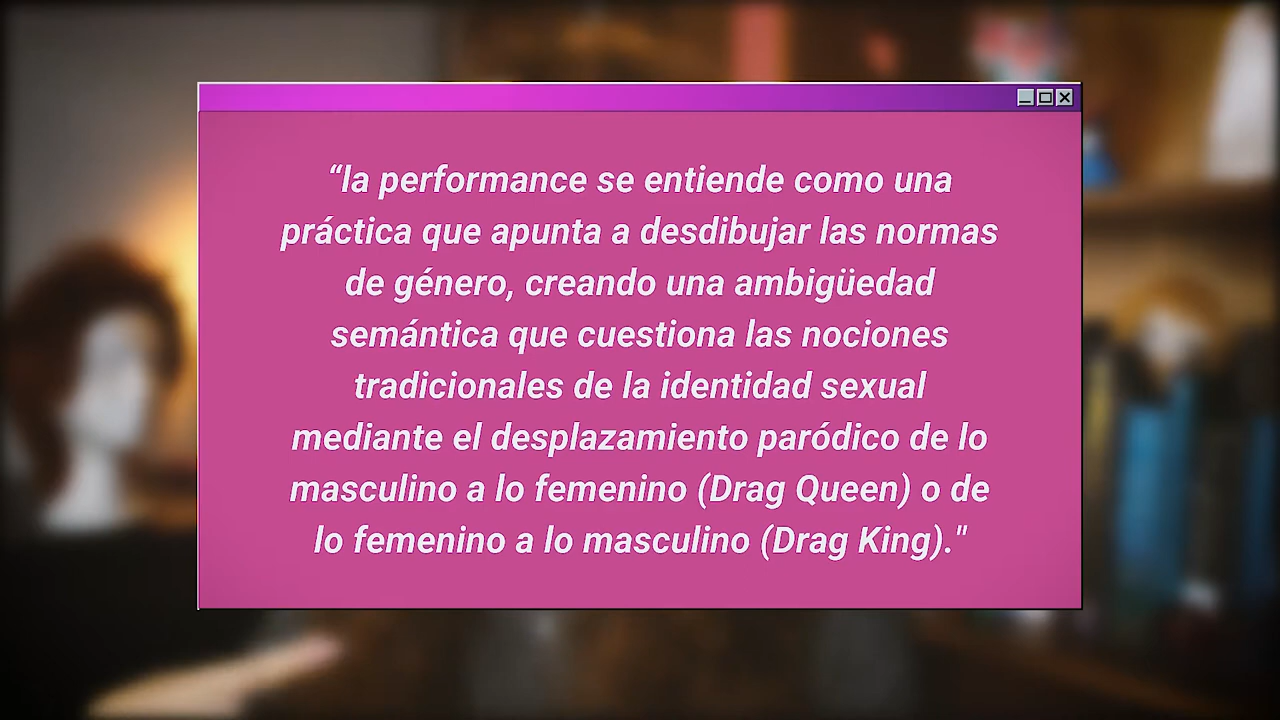 “la performance se entiende como una
práctica que apunta a desdibujar las normas
de género, creando una ambigüedad
semántica que cuestiona las nociones
tradicionales de la identidad sexual
mediante el desplazamiento paródico de lo
masculino a lo femenino (Drag Queen) o de
lo femenino a lo masculino (Drag King)."